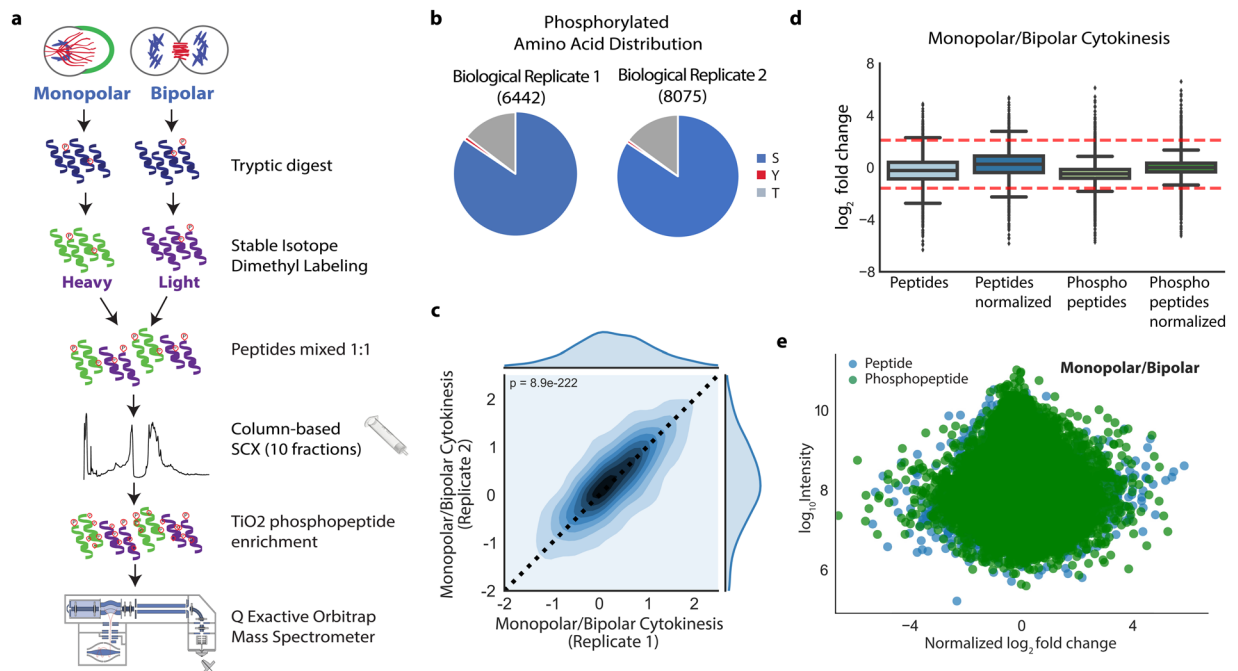 a
Monopolar Bipolar
Tryptic digest
Stable Isotope
Dimethyl Labeling
Heavy Light
Peptides mixed 1:1
Column-based
SCX (10 fractions)
TiO2 phosphopeptide
enrichment
Q Exactive Orbitrap
Mass Spectrometer
b
Phosphorylated
Amino Acid Distribution
Biological Replicate 1
(6442)
Biological Replicate 2
(8075)
S
Y
T
c
p = 8.9e-222
Monopolar/Bipolar Cytokinesis
(Replicate 2)
2
1
0
-1
-2
-2 -1 0 1 2
Monopolar/Bipolar Cytokinesis
(Replicate 1)
d
Monopolar/Bipolar Cytokinesis
log2 fold change
8
4
0
−4
−8
Peptides
Peptides
normalized
Phospho
peptides
Phospho
peptides
normalized
e
Peptide
Phosphopeptide
Monopolar/Bipolar
log10Intensity
10
8
6
−4 0 4
Normalized log2 fold change